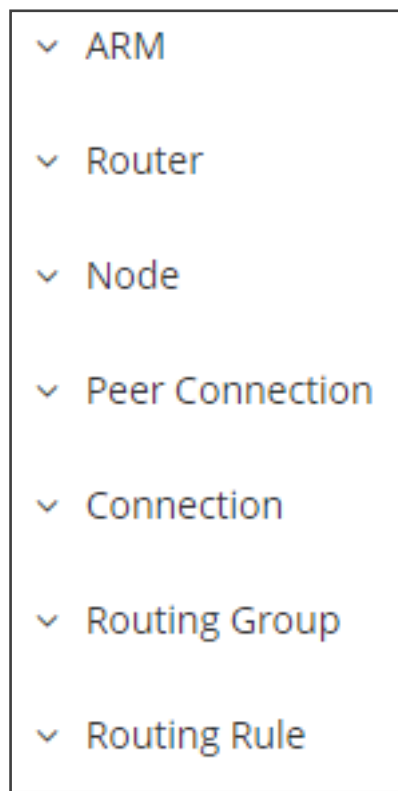 ARM
Router
Node
Peer Connection
Connection
Routing Group
Routing Rule